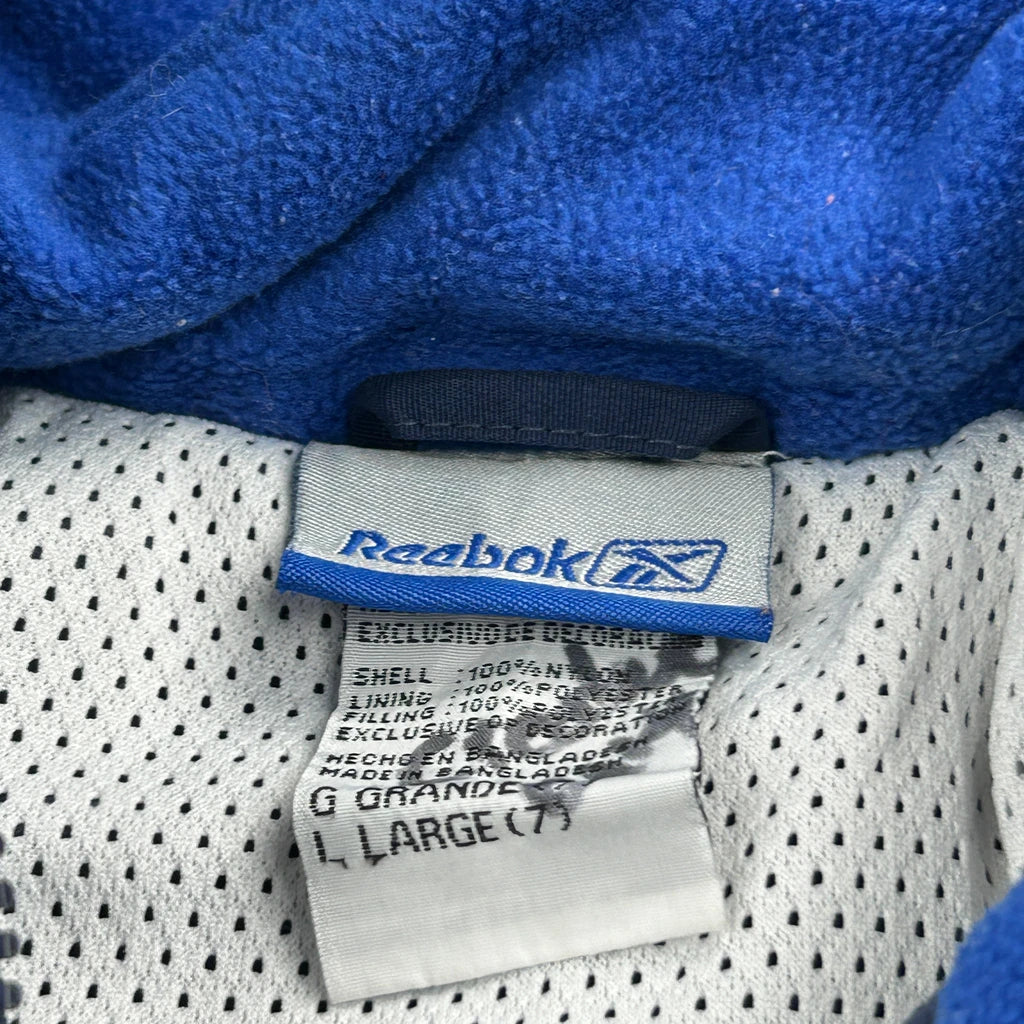 Reebok
EXCLUSIVO DE DECORADO
SHELL :100%NYLON
LINING :100%POLYESTER
FILLING :100%POLYESTER
EXCLUSIVE OF DECORATION
HECHO EN BANGLADESH
MADE IN BANGLADESH
G GRANDE
L LARGE(7)